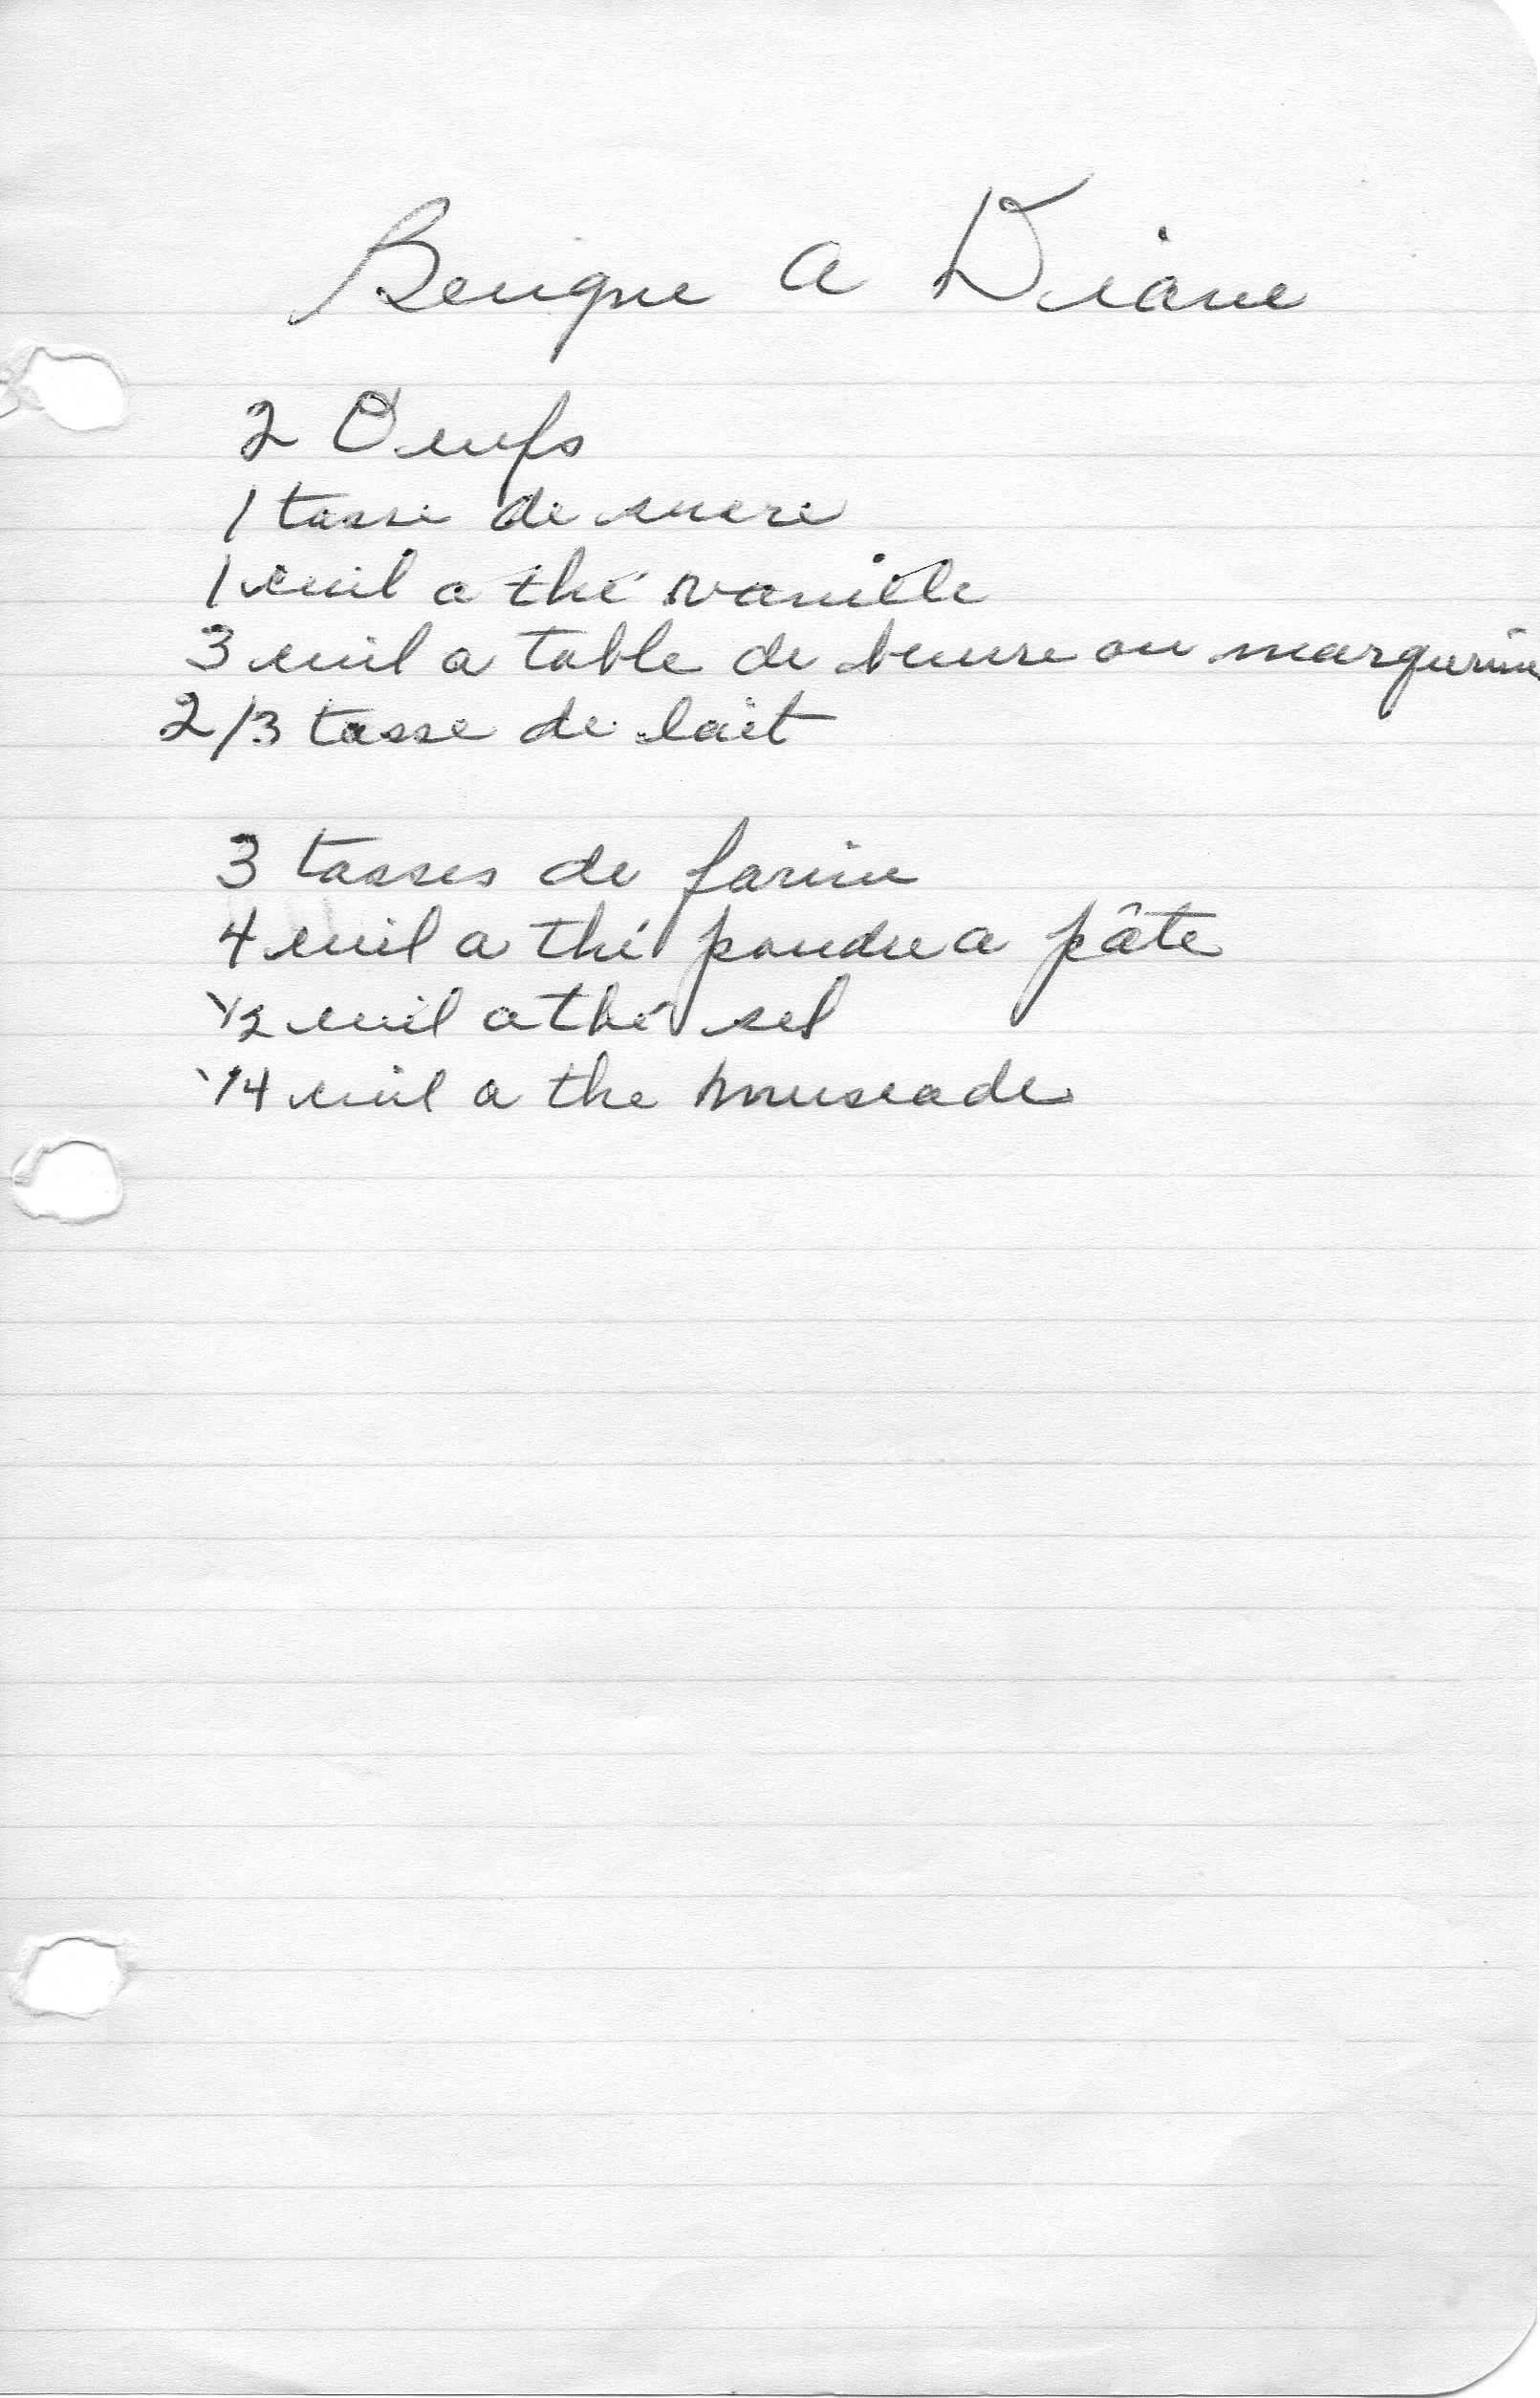 Beigne a Diane
2 Oeufs
1 tasse de sucre
1 cuil a thé vanille
3 cuil a table de beurre ou margurine
2/3 tasse de lait
3 tasses de farine
4 cuil a thé poudre a pâte
1/2 cuil a thé sel
1/4 cuil a the muscade